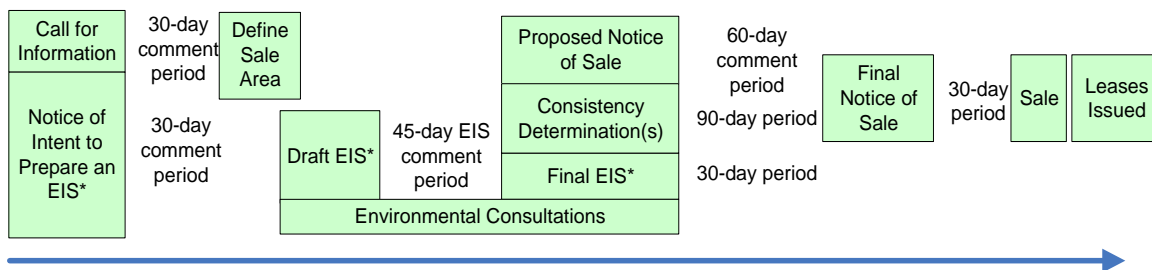 Call for
Information
30-day
comment
period
Define
Sale
Area
Notice of
Intent to
Prepare an
EIS*
30-day
comment
period
Draft EIS*
45-day EIS
comment
period
Proposed Notice
of Sale
Consistency
Determination(s)
Final EIS*
Environmental Consultations
60-day
comment
period
90-day period
30-day period
Final
Notice of
Sale
30-day
period
Sale
Leases
Issued